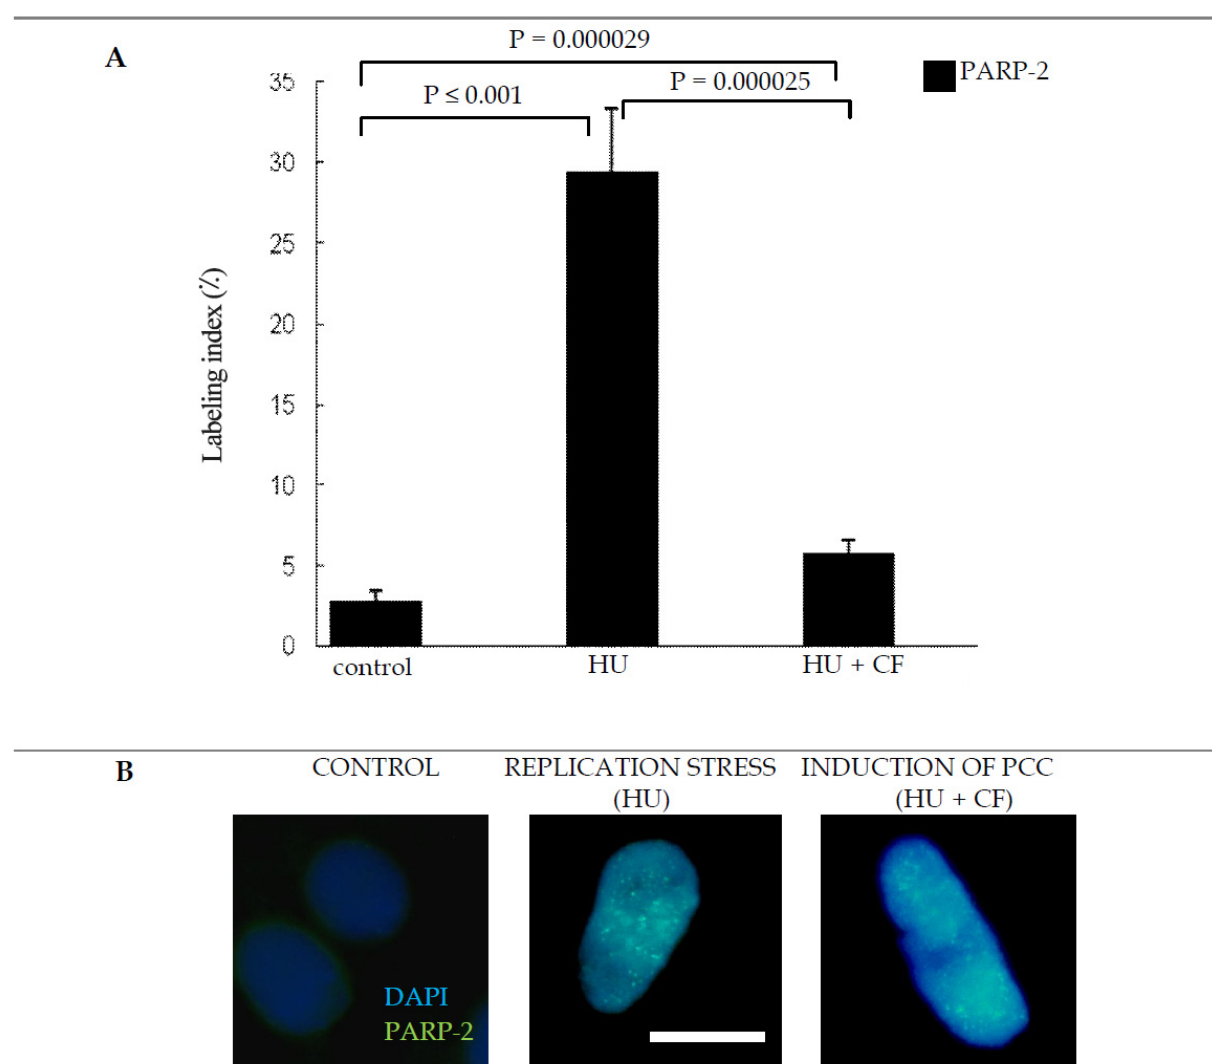 A
P = 0.000029
PARP-2
P ≤ 0.001
P = 0.000025
35
30
25
20
15
10
5
0
Labeling index (%)
control
HU
HU + CF
B
CONTROL
REPLICATION STRESS
(HU)
INDUCTION OF PCC
(HU + CF)
DAPI
PARP-2